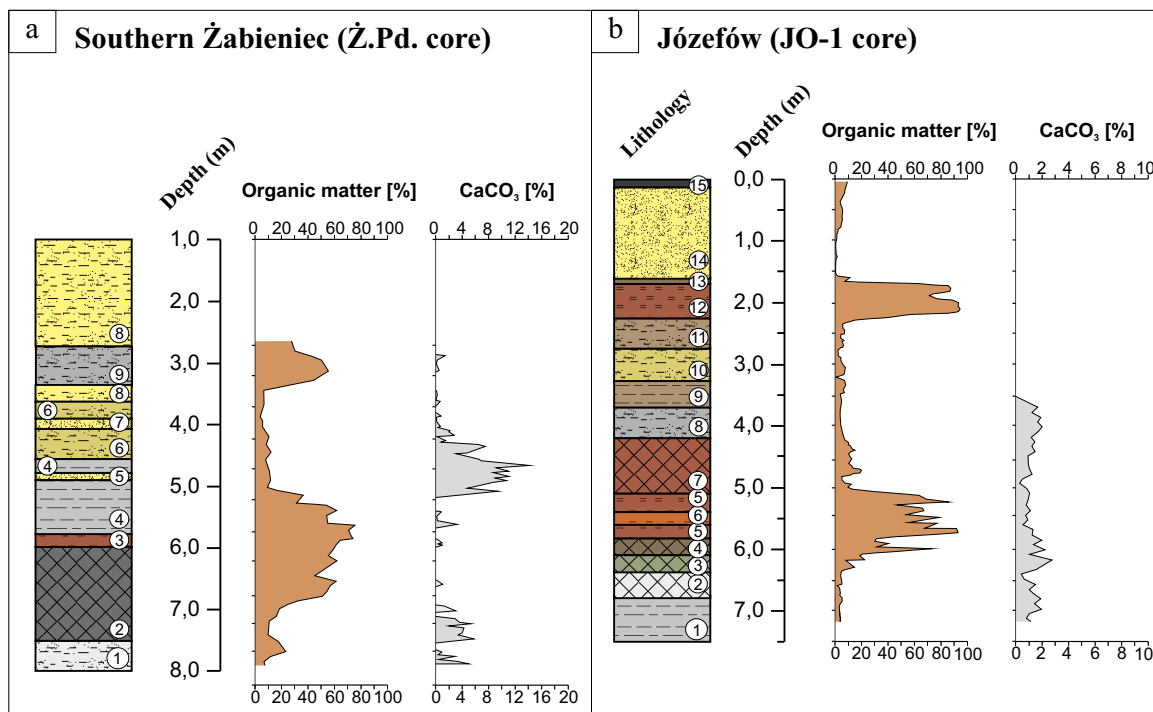 a Southern Żabieniec (Ż.Pd. core)
Depth (m)
Organic matter [%]
CaCO₃ [%]
0 20 40 60 80 100
0 4 8 12 16 20
1,0
2,0
3,0
4,0
5,0
6,0
7,0
8,0
8
9
8
6
7
6
4
5
4
3
2
1
0 20 40 60 80 100
0 4 8 12 16 20
b Józefów (JO-1 core)
Lithology
Depth (m)
Organic matter [%]
CaCO₃ [%]
0 20 40 60 80 100
0 2 4 6 8 10
0,0
1,0
2,0
3,0
4,0
5,0
6,0
7,0
15
14
13
12
11
10
9
8
7
5
6
5
4
3
2
1
0 20 40 60 80 100
0 2 4 6 8 10